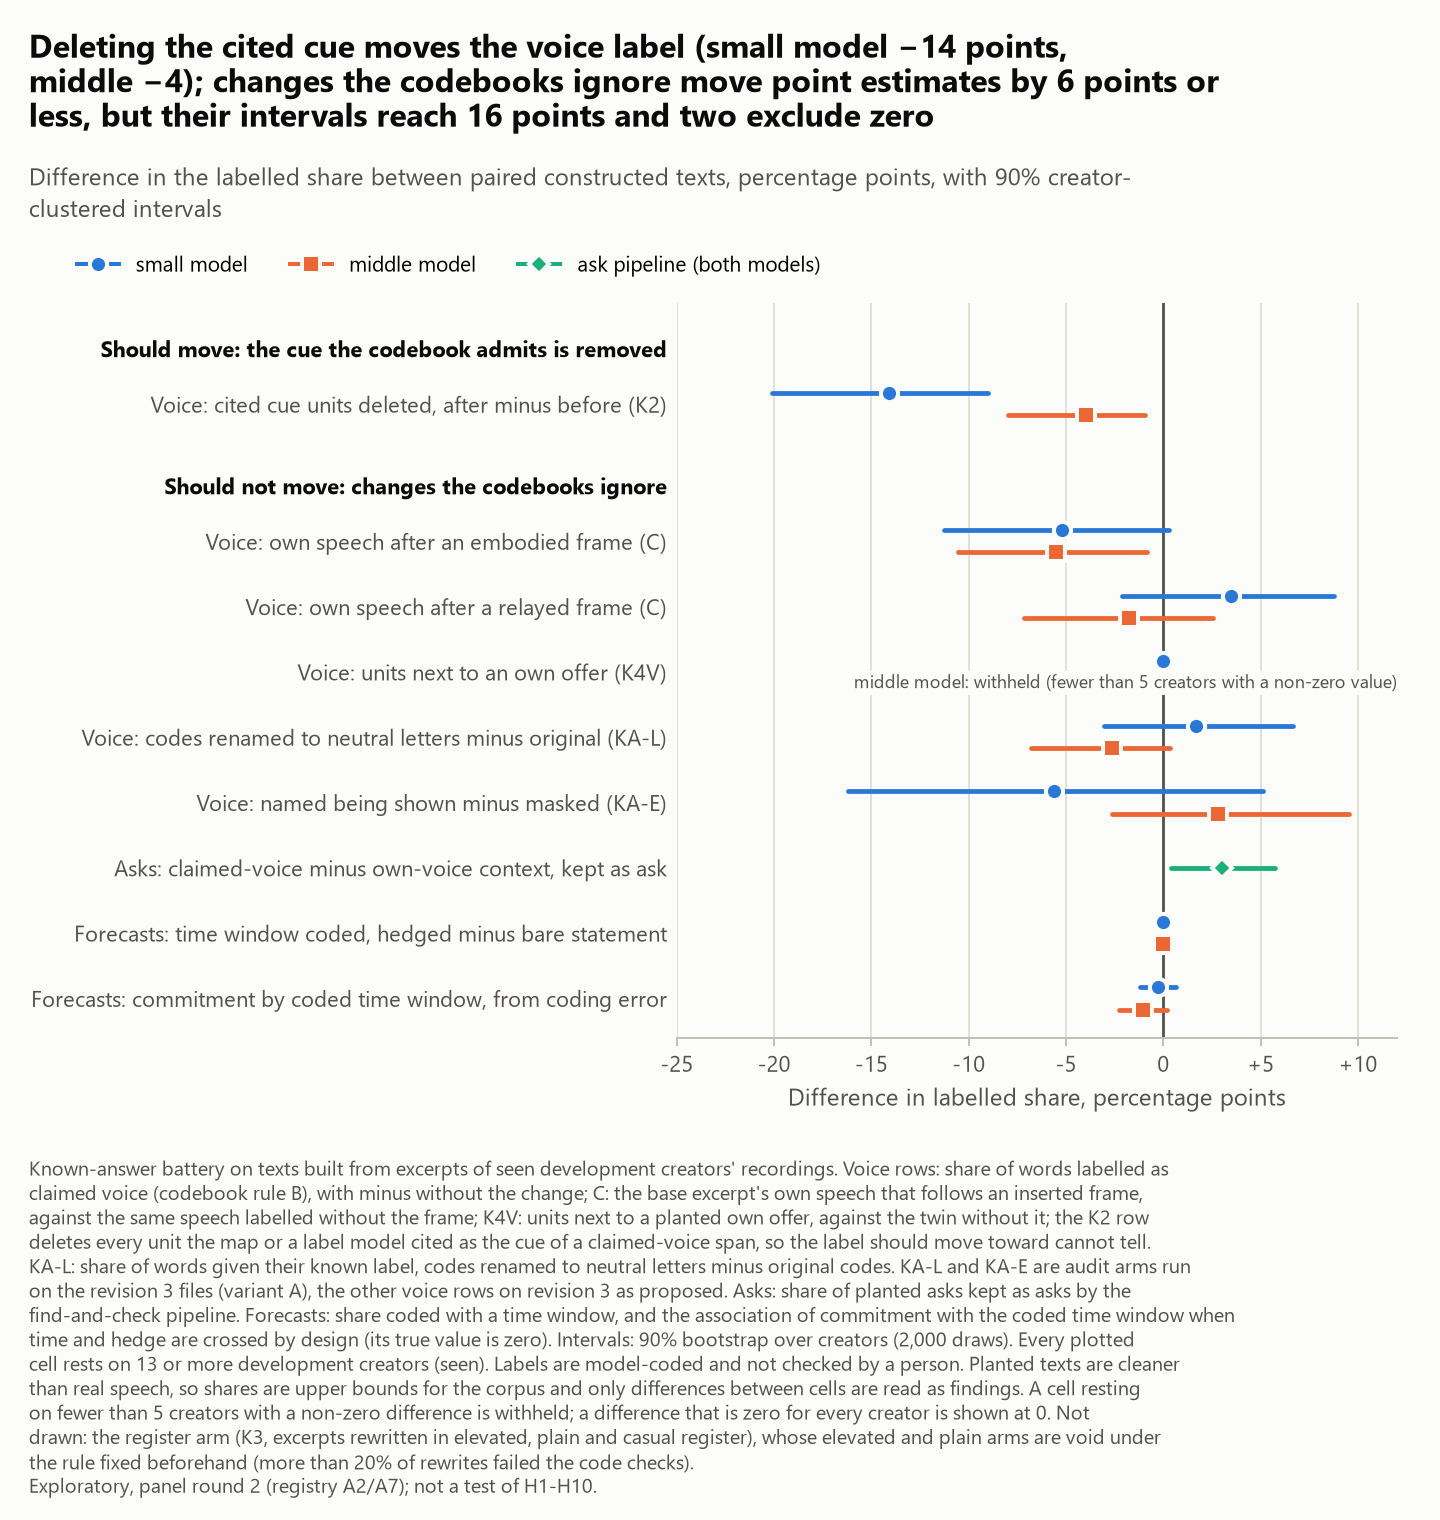 Deleting the cited cue moves the voice label (small model −14 points,
middle −4); changes the codebooks ignore move point estimates by 6 points or
less, but their intervals reach 16 points and two exclude zero
Difference in the labelled share between paired constructed texts, percentage points, with 90% creator-
clustered intervals
small model
middle model
ask pipeline (both models)
Should move: the cue the codebook admits is removed
Voice: cited cue units deleted, after minus before (K2)
Should not move: changes the codebooks ignore
Voice: own speech after an embodied frame (C)
Voice: own speech after a relayed frame (C)
Voice: units next to an own offer (K4V)
middle model: withheld (fewer than 5 creators with a non-zero value)
Voice: codes renamed to neutral letters minus original (KA-L)
Voice: named being shown minus masked (KA-E)
Asks: claimed-voice minus own-voice context, kept as ask
Forecasts: time window coded, hedged minus bare statement
Forecasts: commitment by coded time window, from coding error
-25
-20
-15
-10
-5
0
+5
+10
Difference in labelled share, percentage points
Known-answer battery on texts built from excerpts of seen development creators' recordings. Voice rows: share of words labelled as
claimed voice (codebook rule B), with minus without the change; C: the base excerpt's own speech that follows an inserted frame,
against the same speech labelled without the frame; K4V: units next to a planted own offer, against the twin without it; the K2 row
deletes every unit the map or a label model cited as the cue of a claimed-voice span, so the label should move toward cannot tell.
KA-L: share of words given their known label, codes renamed to neutral letters minus original codes. KA-L and KA-E are audit arms run
on the revision 3 files (variant A), the other voice rows on revision 3 as proposed. Asks: share of planted asks kept as asks by the
find-and-check pipeline. Forecasts: share coded with a time window, and the association of commitment with the coded time window when
time and hedge are crossed by design (its true value is zero). Intervals: 90% bootstrap over creators (2,000 draws). Every plotted
cell rests on 13 or more development creators (seen). Labels are model-coded and not checked by a person. Planted texts are cleaner
than real speech, so shares are upper bounds for the corpus and only differences between cells are read as findings. A cell resting
on fewer than 5 creators with a non-zero difference is withheld; a difference that is zero for every creator is shown at 0. Not
drawn: the register arm (K3, excerpts rewritten in elevated, plain and casual register), whose elevated and plain arms are void under
the rule fixed beforehand (more than 20% of rewrites failed the code checks).
Exploratory, panel round 2 (registry A2/A7); not a test of H1-H10.